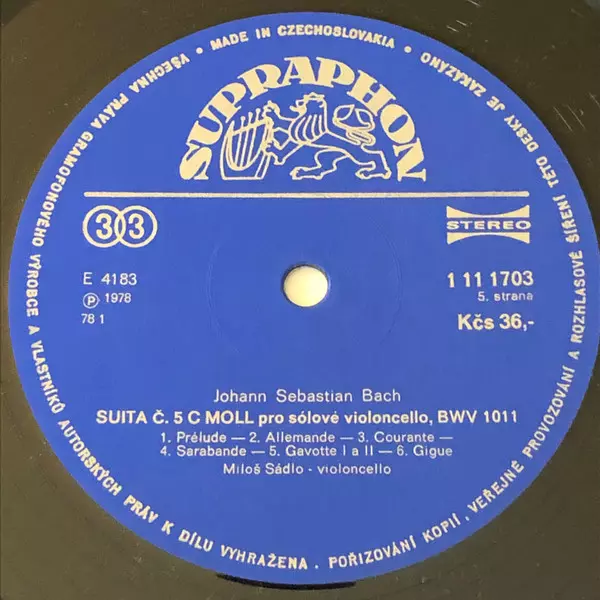 • MADE IN CZECHOSLOVAKIA •
VŠECHNA PRÁVA GRAMOFONOVÉHO VÝROBCE A VLASTNÍKŮ AUTORSKÝCH PRÁV K DÍLU VYHRAŽENA. POŘIZOVÁNÍ KOPIÍ, VEŘEJNÉ PROVOZOVÁNÍ A ROZHLASOVÉ ŠÍŘENÍ TÉTO DESKY JE ZAKÁZÁNO
SUPRAPHON
33
STEREO
E 4183
Ⓟ 1978
78 1
1 11 1703
5. strana
Kčs 36,-
Johann Sebastian Bach
SUITA Č. 5 C MOLL pro sólové violoncello, BWV 1011
1. Prélude — 2. Allemande — 3. Courante —
4. Sarabande — 5. Gavotte I a II — 6. Gigue
Miloš Sádlo - violoncello